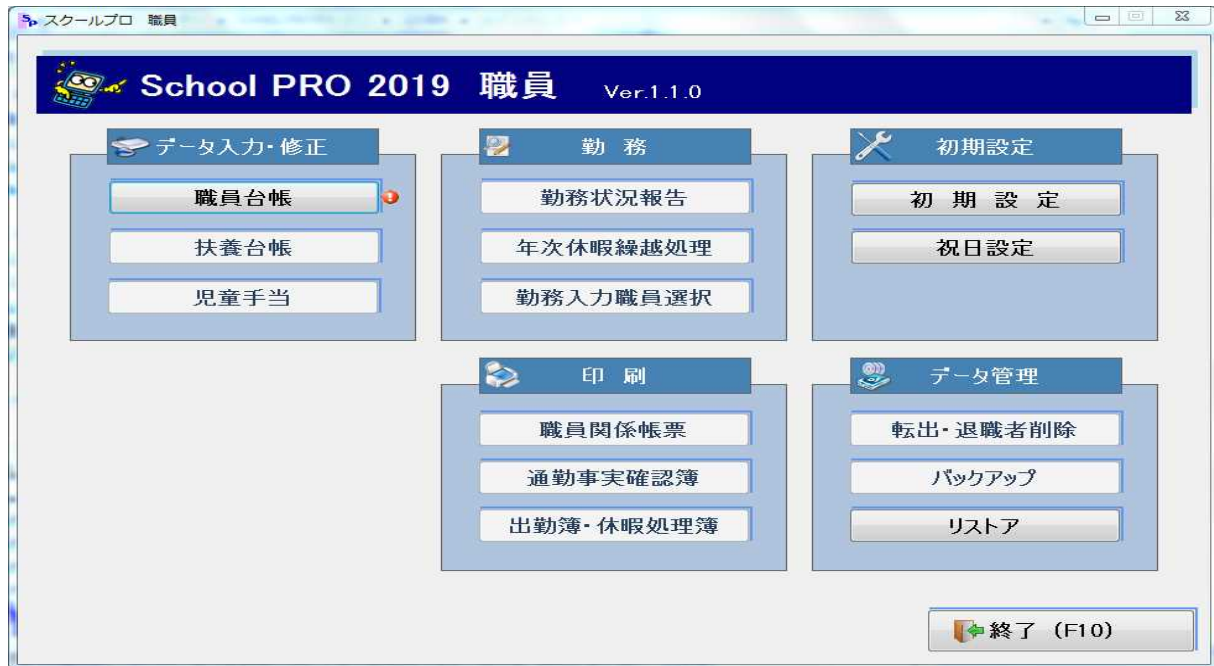 スクールプロ 職員
School PRO 2019 職員 Ver.1.1.0
データ入力・修正
職員台帳
扶養台帳
児童手当
勤 務
勤務状況報告
年次休暇繰越処理
勤務入力職員選択
初期設定
初 期 設 定
祝日設定
印 刷
職員関係帳票
通勤事実確認簿
出勤簿・休暇処理簿
データ管理
転出・退職者削除
バックアップ
リストア
終了 (F10)